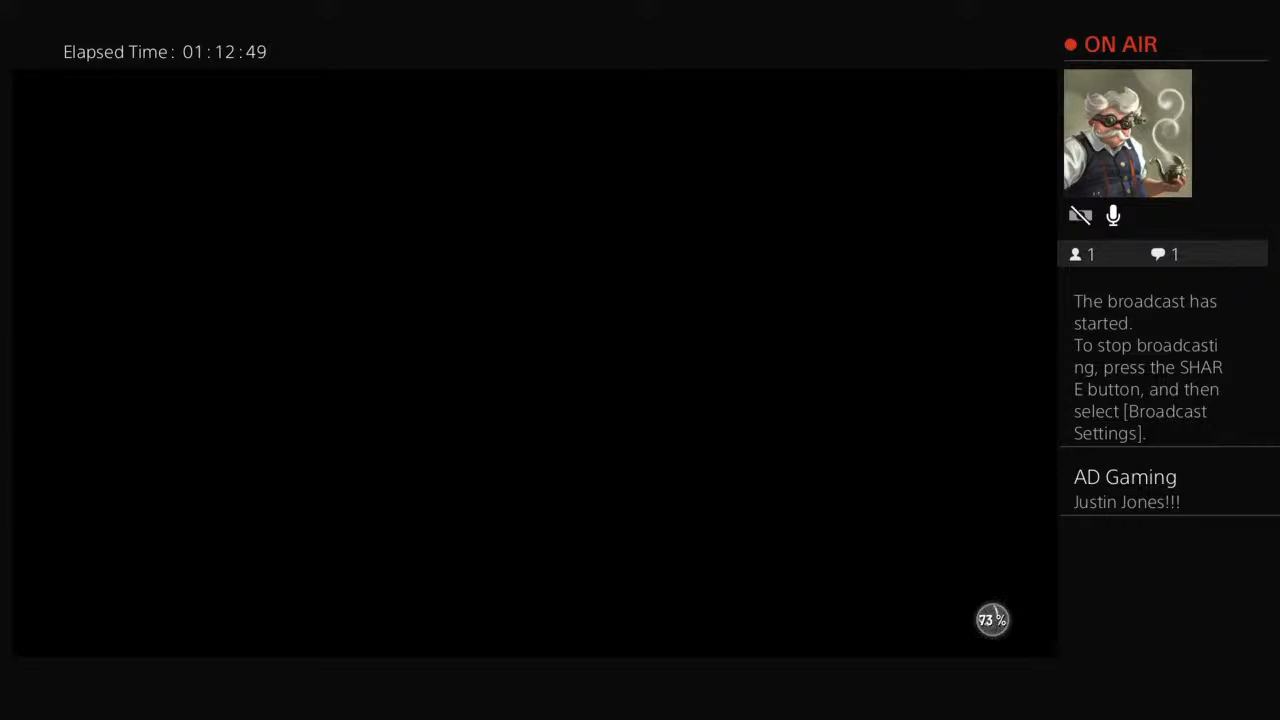 Elapsed Time: 01:12:49
ON AIR
1 1
The broadcast has
started.
To stop broadcasti
ng, press the SHAR
E button, and then
select [Broadcast
Settings].
AD Gaming
Justin Jones!!!
73 %